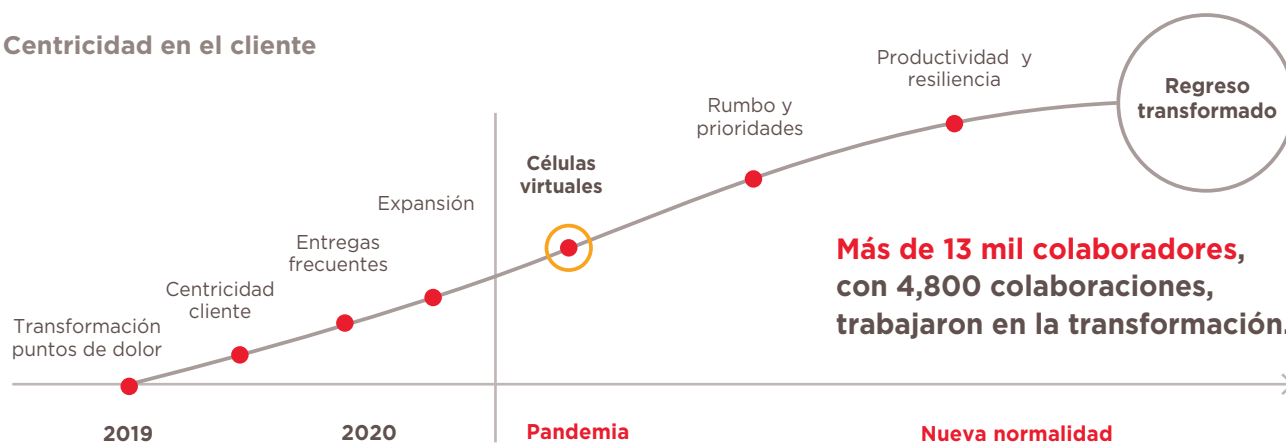 Centricidad en el cliente
Productividad y
resiliencia
Regreso
transformado
Rumbo y
prioridades
Células
virtuales
Expansión
Entregas
frecuentes
Centricidad
cliente
Transformación
puntos de dolor
Más de 13 mil colaboradores,
con 4,800 colaboraciones,
trabajaron en la transformación.
2019
2020
Pandemia
Nueva normalidad